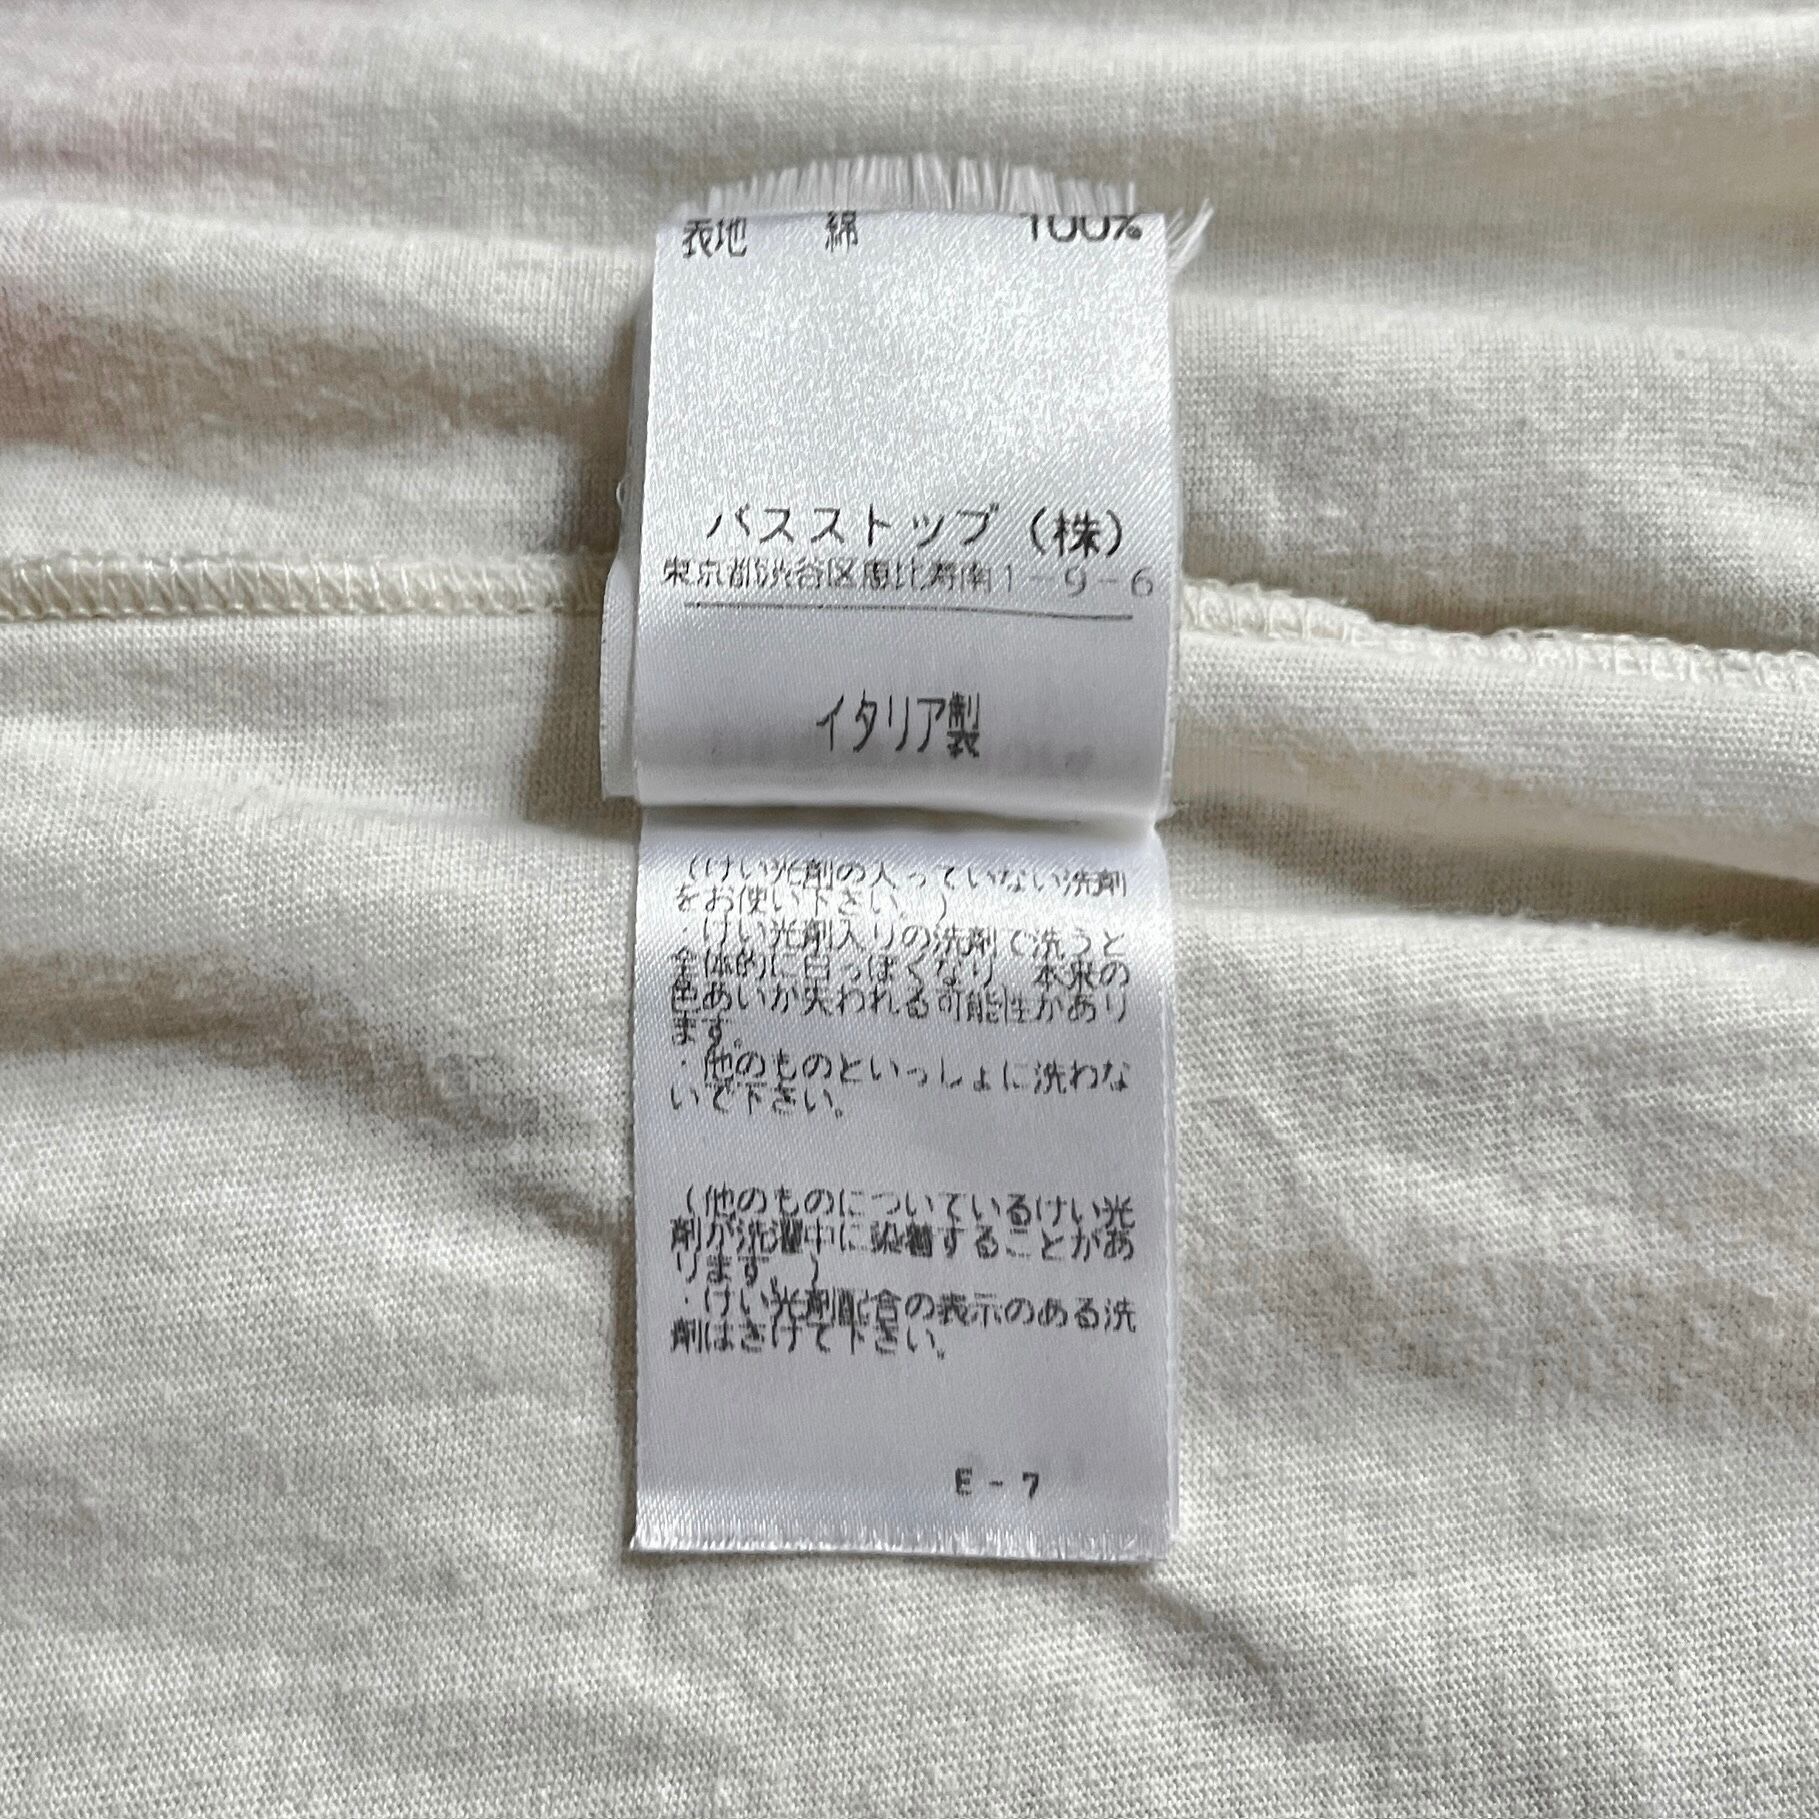 表地 綿 100%
バスストップ(株)
東京都渋谷区恵比寿南1-9-6
イタリア製
(けい光剤の入っていない洗剤
をお使い下さい。)
・けい光剤入りの洗剤で洗うと
全体的に白っぽくなり 本来の
色あいが失われる可能性があり
ます。
・他のものといっしょに洗わな
いで下さい。
(他のものについているけい光
剤が洗濯中に染着することがあ
ります。)
・けい光剤配合の表示のある洗
剤はさけて下さい。
E-7